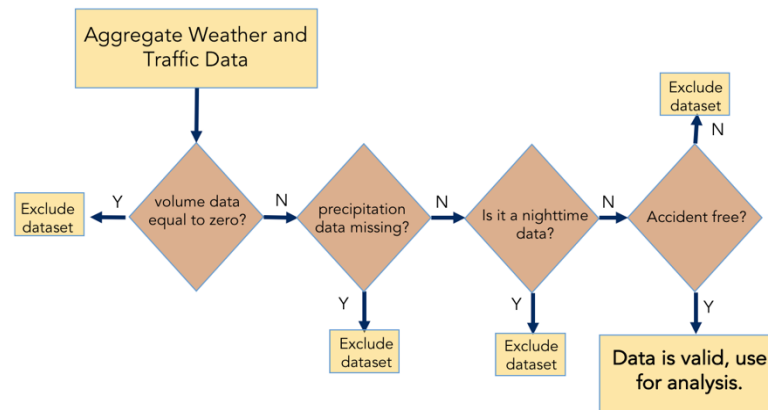 Aggregate Weather and
Traffic Data
Exclude
dataset
N
Y
volume data
equal to zero?
N
precipitation
data missing?
N
Is it a nighttime
data?
N
Accident free?
Exclude
dataset
Y
Y
Y
Exclude
dataset
Exclude
dataset
Data is valid, use
for analysis.